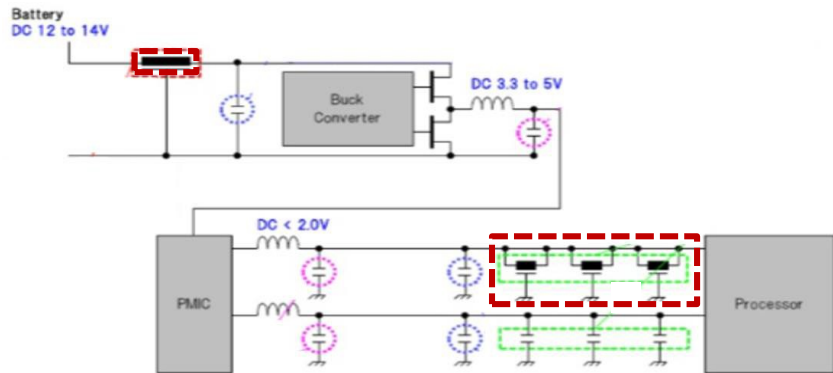 Battery
DC 12 to 14V
DC 3.3 to 5V
Buck
Converter
DC < 2.0V
PMIC
Processor